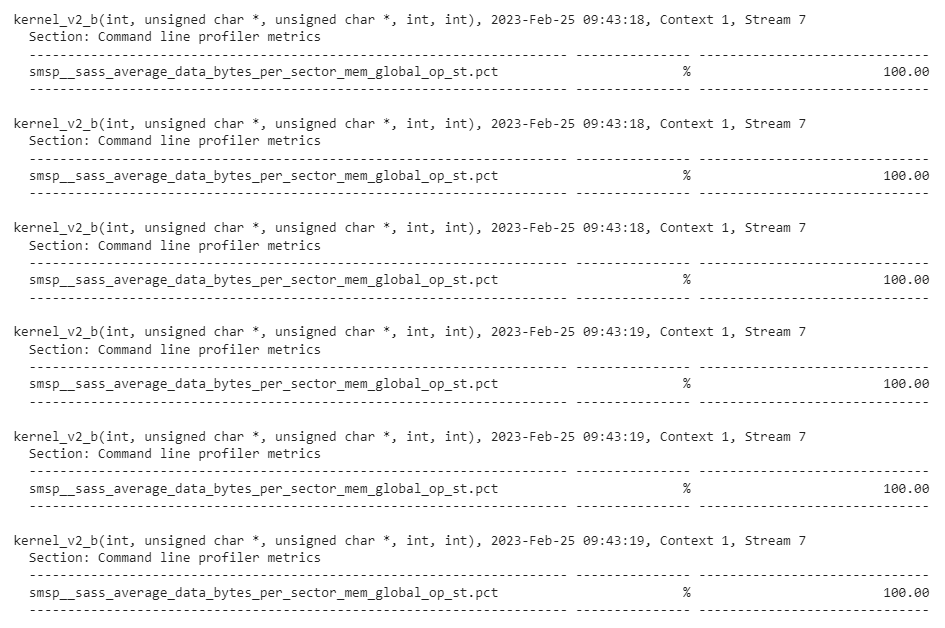 kernel_v2_b(int, unsigned char *, unsigned char *, int, int), 2023-Feb-25 09:43:18, Context 1, Stream 7
Section: Command line profiler metrics
---------------------------------------------------------------------- --------------- ------------------------------
smsp__sass_average_data_bytes_per_sector_mem_global_op_st.pct % 100.00
---------------------------------------------------------------------- --------------- ------------------------------
kernel_v2_b(int, unsigned char *, unsigned char *, int, int), 2023-Feb-25 09:43:18, Context 1, Stream 7
Section: Command line profiler metrics
---------------------------------------------------------------------- --------------- ------------------------------
smsp__sass_average_data_bytes_per_sector_mem_global_op_st.pct % 100.00
---------------------------------------------------------------------- --------------- ------------------------------
kernel_v2_b(int, unsigned char *, unsigned char *, int, int), 2023-Feb-25 09:43:18, Context 1, Stream 7
Section: Command line profiler metrics
---------------------------------------------------------------------- --------------- ------------------------------
smsp__sass_average_data_bytes_per_sector_mem_global_op_st.pct % 100.00
---------------------------------------------------------------------- --------------- ------------------------------
kernel_v2_b(int, unsigned char *, unsigned char *, int, int), 2023-Feb-25 09:43:19, Context 1, Stream 7
Section: Command line profiler metrics
---------------------------------------------------------------------- --------------- ------------------------------
smsp__sass_average_data_bytes_per_sector_mem_global_op_st.pct % 100.00
---------------------------------------------------------------------- --------------- ------------------------------
kernel_v2_b(int, unsigned char *, unsigned char *, int, int), 2023-Feb-25 09:43:19, Context 1, Stream 7
Section: Command line profiler metrics
---------------------------------------------------------------------- --------------- ------------------------------
smsp__sass_average_data_bytes_per_sector_mem_global_op_st.pct % 100.00
---------------------------------------------------------------------- --------------- ------------------------------
kernel_v2_b(int, unsigned char *, unsigned char *, int, int), 2023-Feb-25 09:43:19, Context 1, Stream 7
Section: Command line profiler metrics
---------------------------------------------------------------------- --------------- ------------------------------
smsp__sass_average_data_bytes_per_sector_mem_global_op_st.pct % 100.00
---------------------------------------------------------------------- --------------- ------------------------------